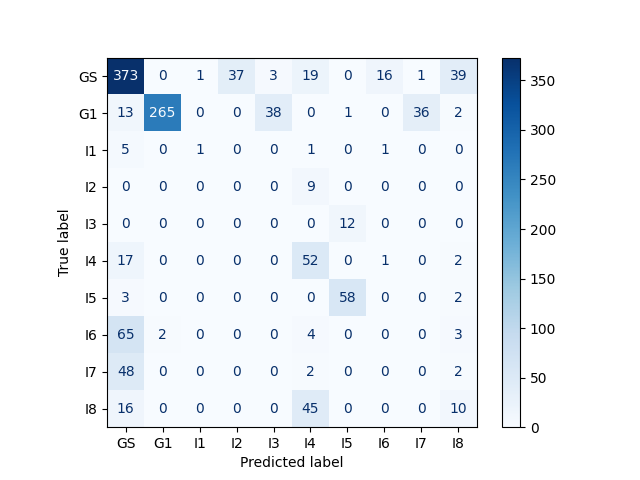 GS 373 0 1 37 3 19 0 16 1 39
G1 13 265 0 0 38 0 1 0 36 2
I1 5 0 1 0 0 1 0 1 0 0
I2 0 0 0 0 0 9 0 0 0 0
I3 0 0 0 0 0 0 12 0 0 0
I4 17 0 0 0 0 52 0 1 0 2
I5 3 0 0 0 0 0 58 0 0 2
I6 65 2 0 0 0 4 0 0 0 3
I7 48 0 0 0 0 2 0 0 0 2
I8 16 0 0 0 0 45 0 0 0 10
GS G1 I1 I2 I3 I4 I5 I6 I7 I8
Predicted label
True label
350
300
250
200
150
100
50
0